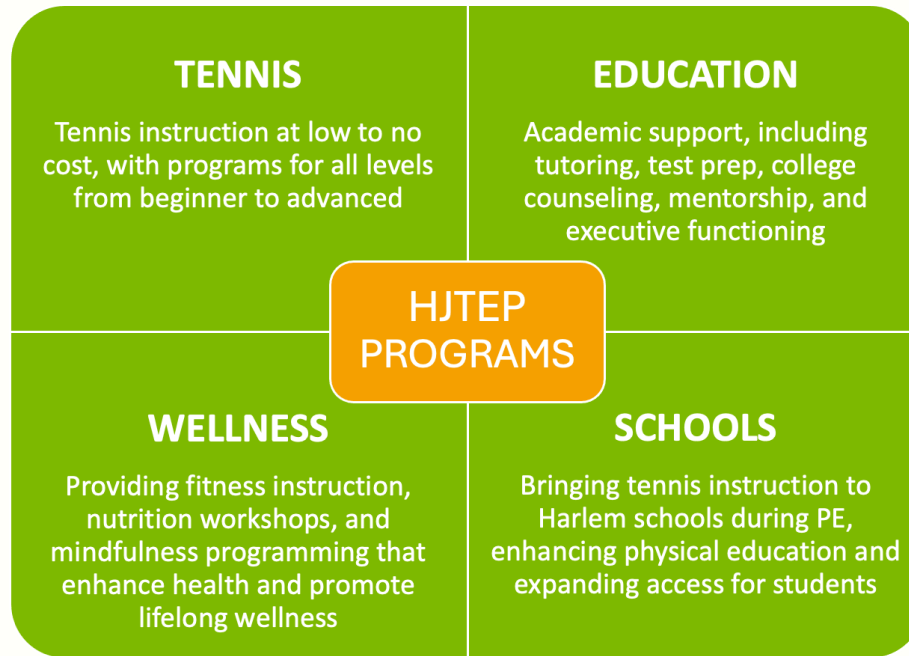 TENNIS
Tennis instruction at low to no
cost, with programs for all levels
from beginner to advanced
EDUCATION
Academic support, including
tutoring, test prep, college
counseling, mentorship, and
executive functioning
HJTEP
PROGRAMS
WELLNESS
Providing fitness instruction,
nutrition workshops, and
mindfulness programming that
enhance health and promote
lifelong wellness
SCHOOLS
Bringing tennis instruction to
Harlem schools during PE,
enhancing physical education and
expanding access for students